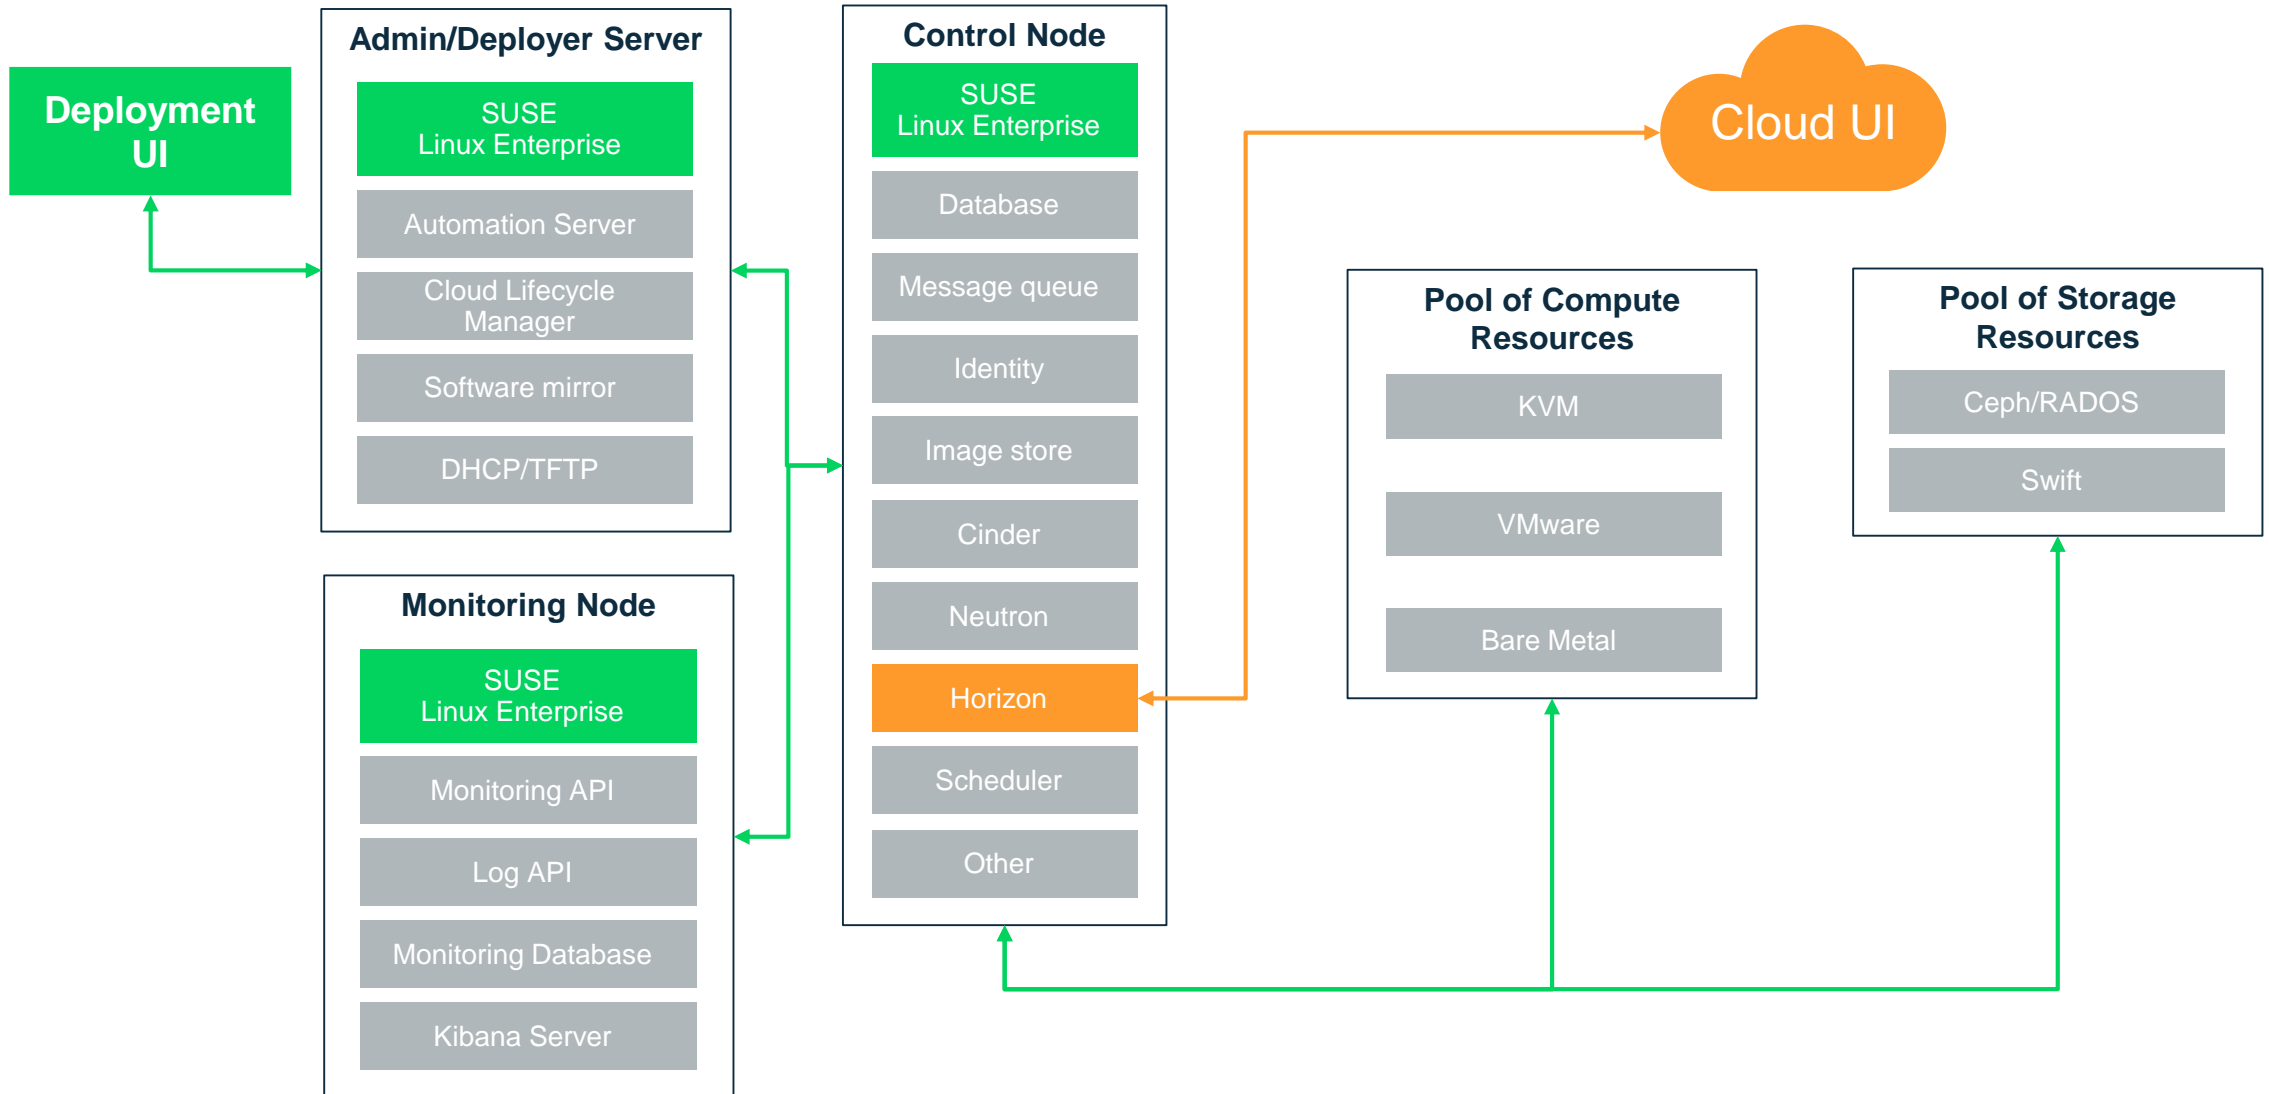 Deployment
UI
Admin/Deployer Server
SUSE
Linux Enterprise
Automation Server
Cloud Lifecycle
Manager
Software mirror
DHCP/TFTP
Monitoring Node
SUSE
Linux Enterprise
Monitoring API
Log API
Monitoring Database
Kibana Server
Control Node
SUSE
Linux Enterprise
Database
Message queue
Identity
Image store
Cinder
Neutron
Horizon
Scheduler
Other
Cloud UI
Pool of Compute
Resources
KVM
VMware
Bare Metal
Pool of Storage
Resources
Ceph/RADOS
Swift